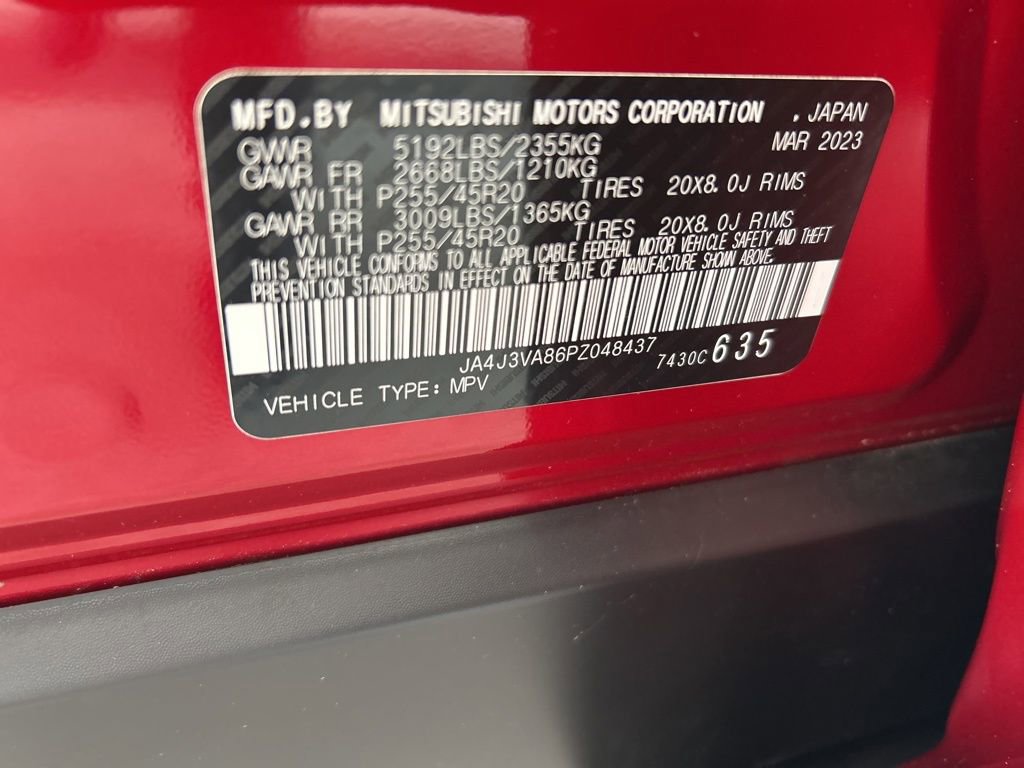 MFD.BY MITSUBISHI MOTORS CORPORATION . JAPAN
MAR 2023
GVWR 5192LBS/2355KG
GAWR FR 2668LBS/1210KG
WITH P255/45R20 TIRES 20X8.0J RIMS
GAWR RR 3009LBS/1365KG
WITH P255/45R20 TIRES 20X8.0J RIMS
THIS VEHICLE CONFORMS TO ALL APPLICABLE FEDERAL MOTOR VEHICLE SAFETY AND THEFT
PREVENTION STANDARDS IN EFFECT ON THE DATE OF MANUFACTURE SHOWN ABOVE.
JA4J3VA86PZ048437 7430C 635
VEHICLE TYPE: MPV